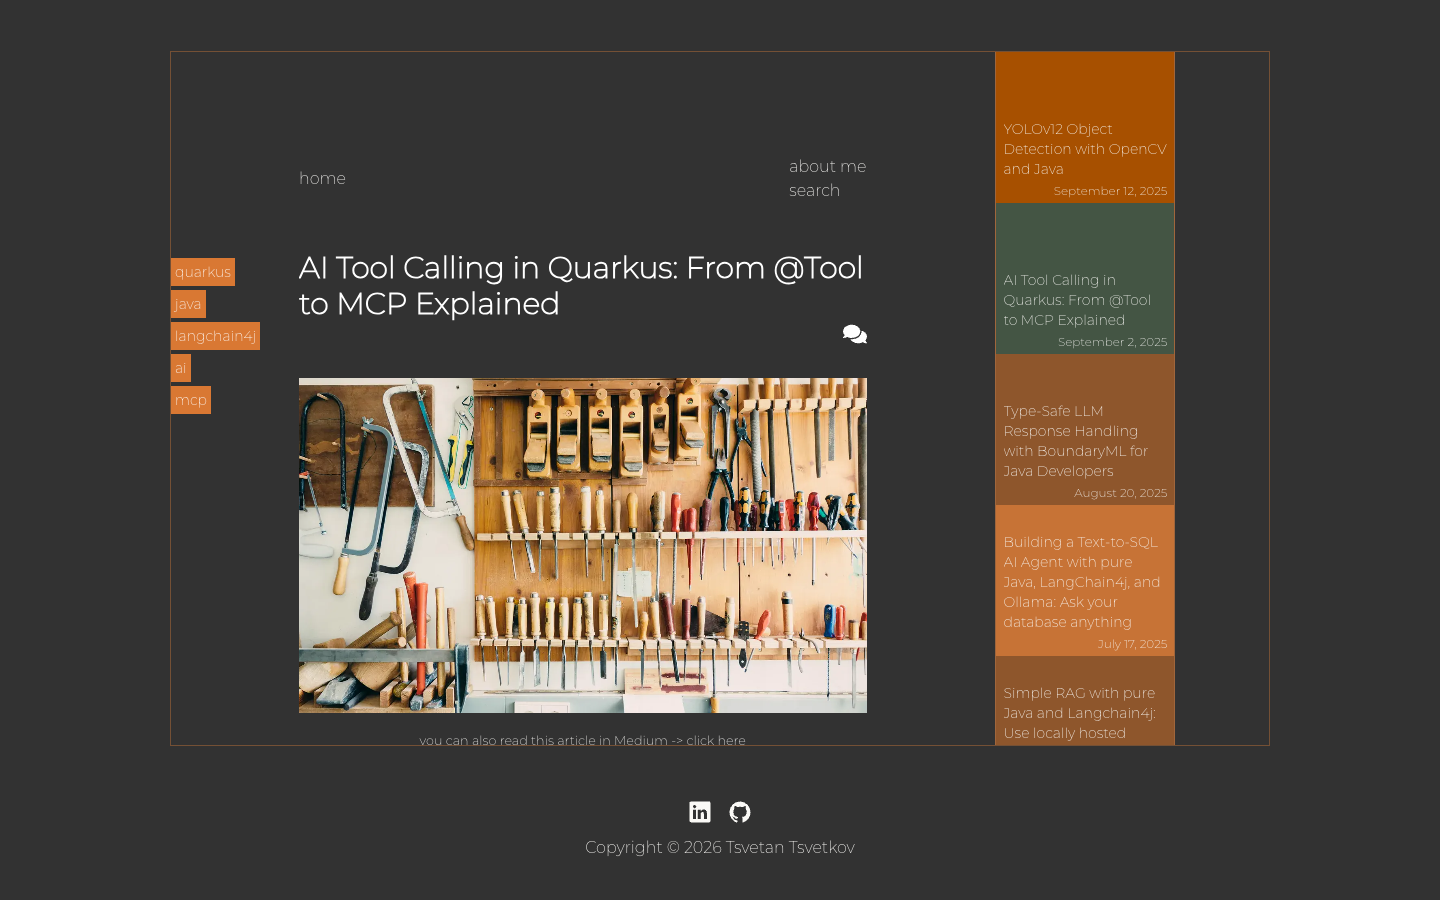 home
about me
search
quarkus
java
langchain4j
ai
mcp
AI Tool Calling in Quarkus: From @Tool
to MCP Explained
you can also read this article in Medium -> click here
YOLOv12 Object
Detection with OpenCV
and Java
September 12, 2025
AI Tool Calling in
Quarkus: From @Tool
to MCP Explained
September 2, 2025
Type-Safe LLM
Response Handling
with BoundaryML for
Java Developers
August 20, 2025
Building a Text-to-SQL
AI Agent with pure
Java, LangChain4j, and
Ollama: Ask your
database anything
July 17, 2025
Simple RAG with pure
Java and Langchain4j:
Use locally hosted
Copyright © 2026 Tsvetan Tsvetkov